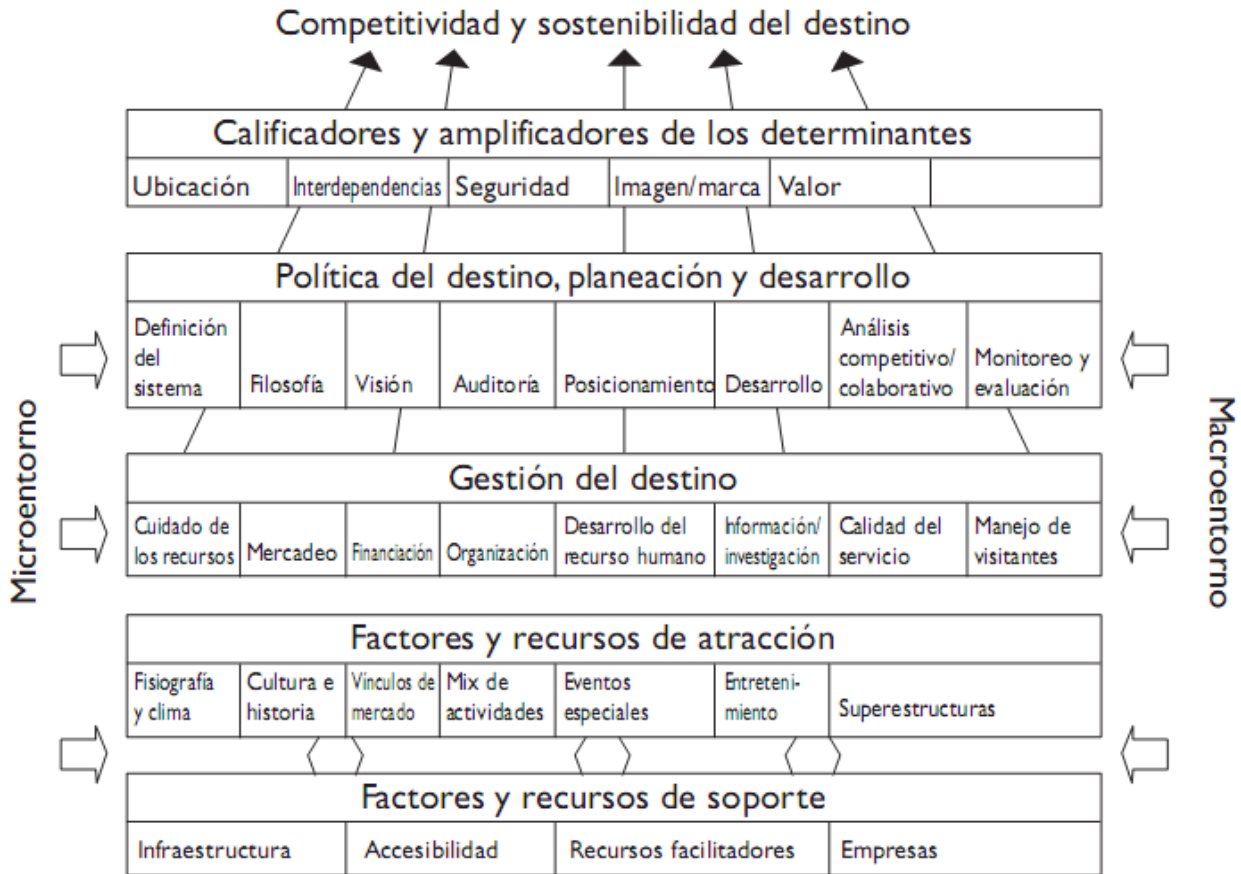 Competitividad y sostenibilidad del destino
Calificadores y amplificadores de los determinantes
Ubicación
Interdependencias
Seguridad
Imagen/marca
Valor
Política del destino, planeación y desarrollo
Definición
del
sistema
Filosofía
Visión
Auditoría
Posicionamiento
Desarrollo
Análisis
competitivo/
colaborativo
Monitoreo y
evaluación
Microentorno
Macroentorno
Gestión del destino
Cuidado de
los recursos
Mercadeo
Financiación
Organización
Desarrollo del
recurso humano
Información/
investigación
Calidad del
servicio
Manejo de
visitantes
Factores y recursos de atracción
Fisiografía
y clima
Cultura e
historia
Vínculos de
mercado
Mix de
actividades
Eventos
especiales
Entreteni-
miento
Superestructuras
Factores y recursos de soporte
Infraestructura
Accesibilidad
Recursos facilitadores
Empresas